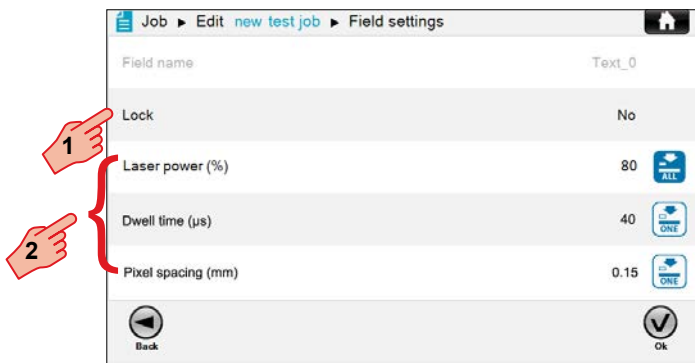 Job ▶ Edit new test job ▶ Field settings
Field name Text_0
Lock No
1
Laser power (%) 80 ALL
Dwell time (µs) 40 ONE
2
Pixel spacing (mm) 0.15 ONE
Back Ok